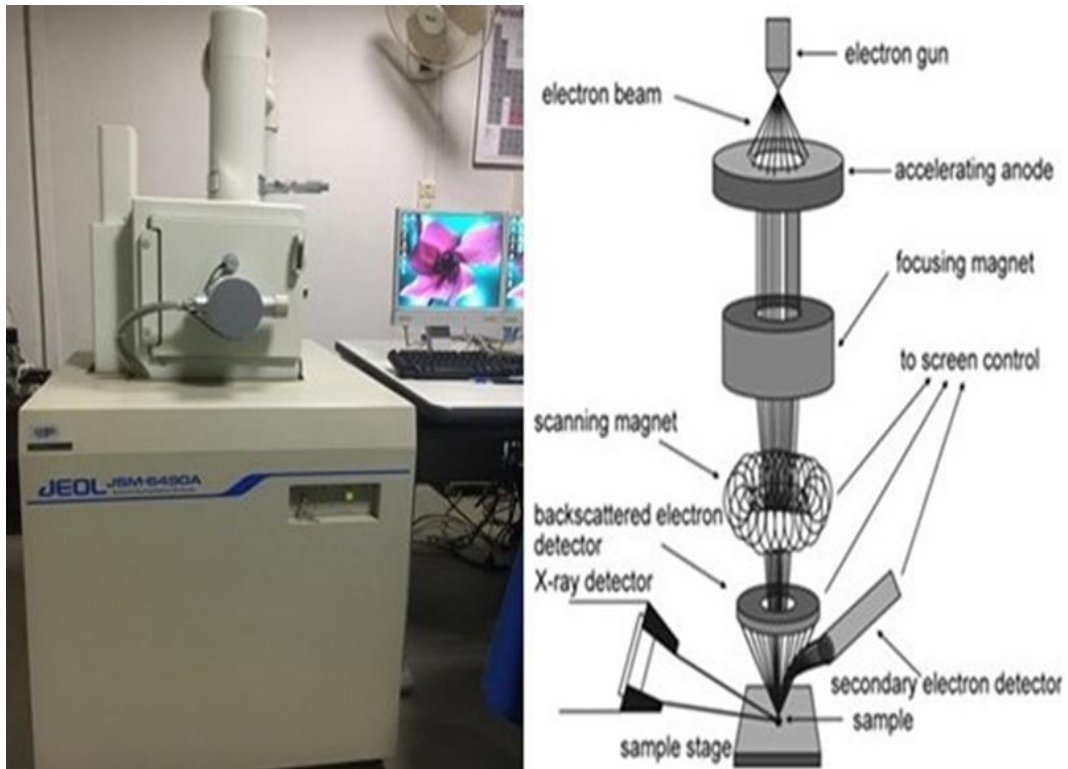 JEOL JSM-6490A
electron gun
electron beam
accelerating anode
focusing magnet
to screen control
scanning magnet
backscattered electron
detector
X-ray detector
secondary electron detector
sample
sample stage